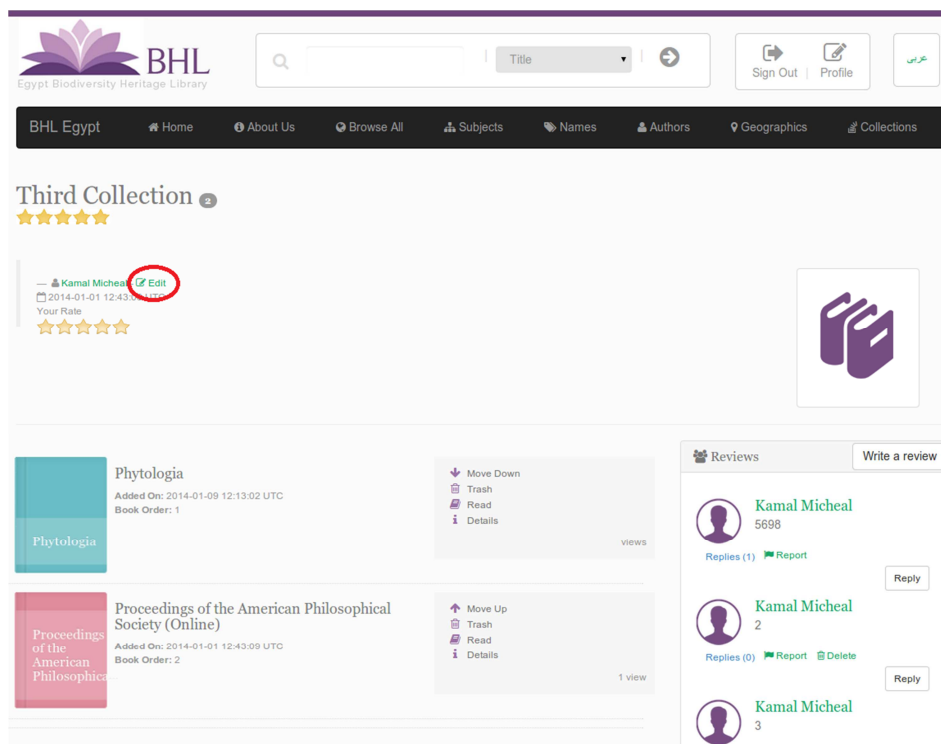 BHL
Egypt Biodiversity Heritage Library
Title
Sign Out | Profile
عربى
BHL Egypt Home About Us Browse All Subjects Names Authors Geographics Collections
Third Collection 2
— Kamal Micheal Edit
2014-01-01 12:43:09 UTC
Your Rate
Phytologia
Phytologia
Added On: 2014-01-09 12:13:02 UTC
Book Order: 1
Move Down
Trash
Read
Details
views
Proceedings
of the
American
Philosophica
Proceedings of the American Philosophical
Society (Online)
Added On: 2014-01-01 12:43:09 UTC
Book Order: 2
Move Up
Trash
Read
Details
1 view
Reviews
Write a review
Kamal Micheal
5698
Replies (1) Report
Reply
Kamal Micheal
2
Replies (0) Report Delete
Reply
Kamal Micheal
3